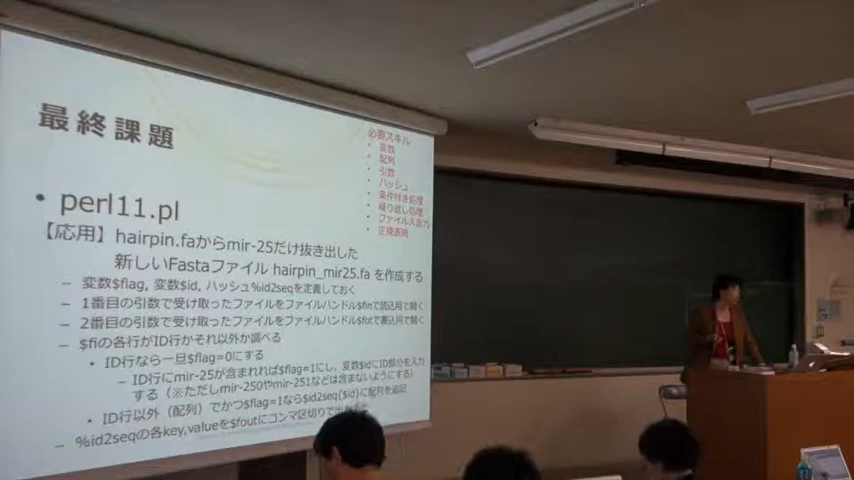 最終課題
必要スキル
・ 変数
・ 配列
・ 引数
・ ハッシュ
・ 条件付き処理
・ 繰り返し処理
・ ファイル入出力
・ 正規表現
• perl11.pl
【応用】 hairpin.faからmir-25だけ抜き出した
新しいFastaファイル hairpin_mir25.fa を作成する
– 変数$flag, 変数$id, ハッシュ%id2seqを定義しておく
– 1番目の引数で受け取ったファイルをファイルハンドル$finで読込用で開く
– 2番目の引数で受け取ったファイルをファイルハンドル$fotで書込用で開く
– $fiの各行がID行かそれ以外か調べる
• ID行なら一旦$flag=0にする
– ID行にmir-25が含まれれば$flag=1にし、変数$idにID部分を入力
する（※ただしmir-250やmir-251などは含まないようにする）
• ID行以外（配列）でかつ$flag=1なら$id2seq{$id}に配列を追記
– %id2seqの各key,valueを$foutにコンマ区切りで出